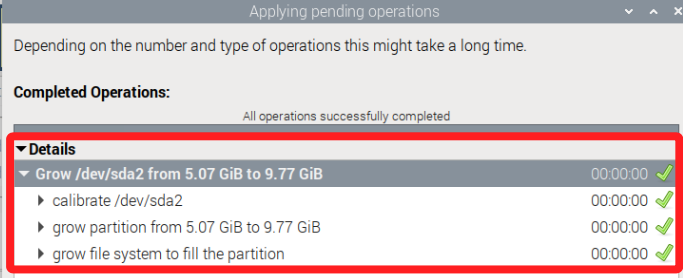 Applying pending operations
Depending on the number and type of operations this might take a long time.
Completed Operations:
All operations successfully completed
Details
Grow /dev/sda2 from 5.07 GiB to 9.77 GiB 00:00:00
calibrate /dev/sda2 00:00:00
grow partition from 5.07 GiB to 9.77 GiB 00:00:00
grow file system to fill the partition 00:00:00